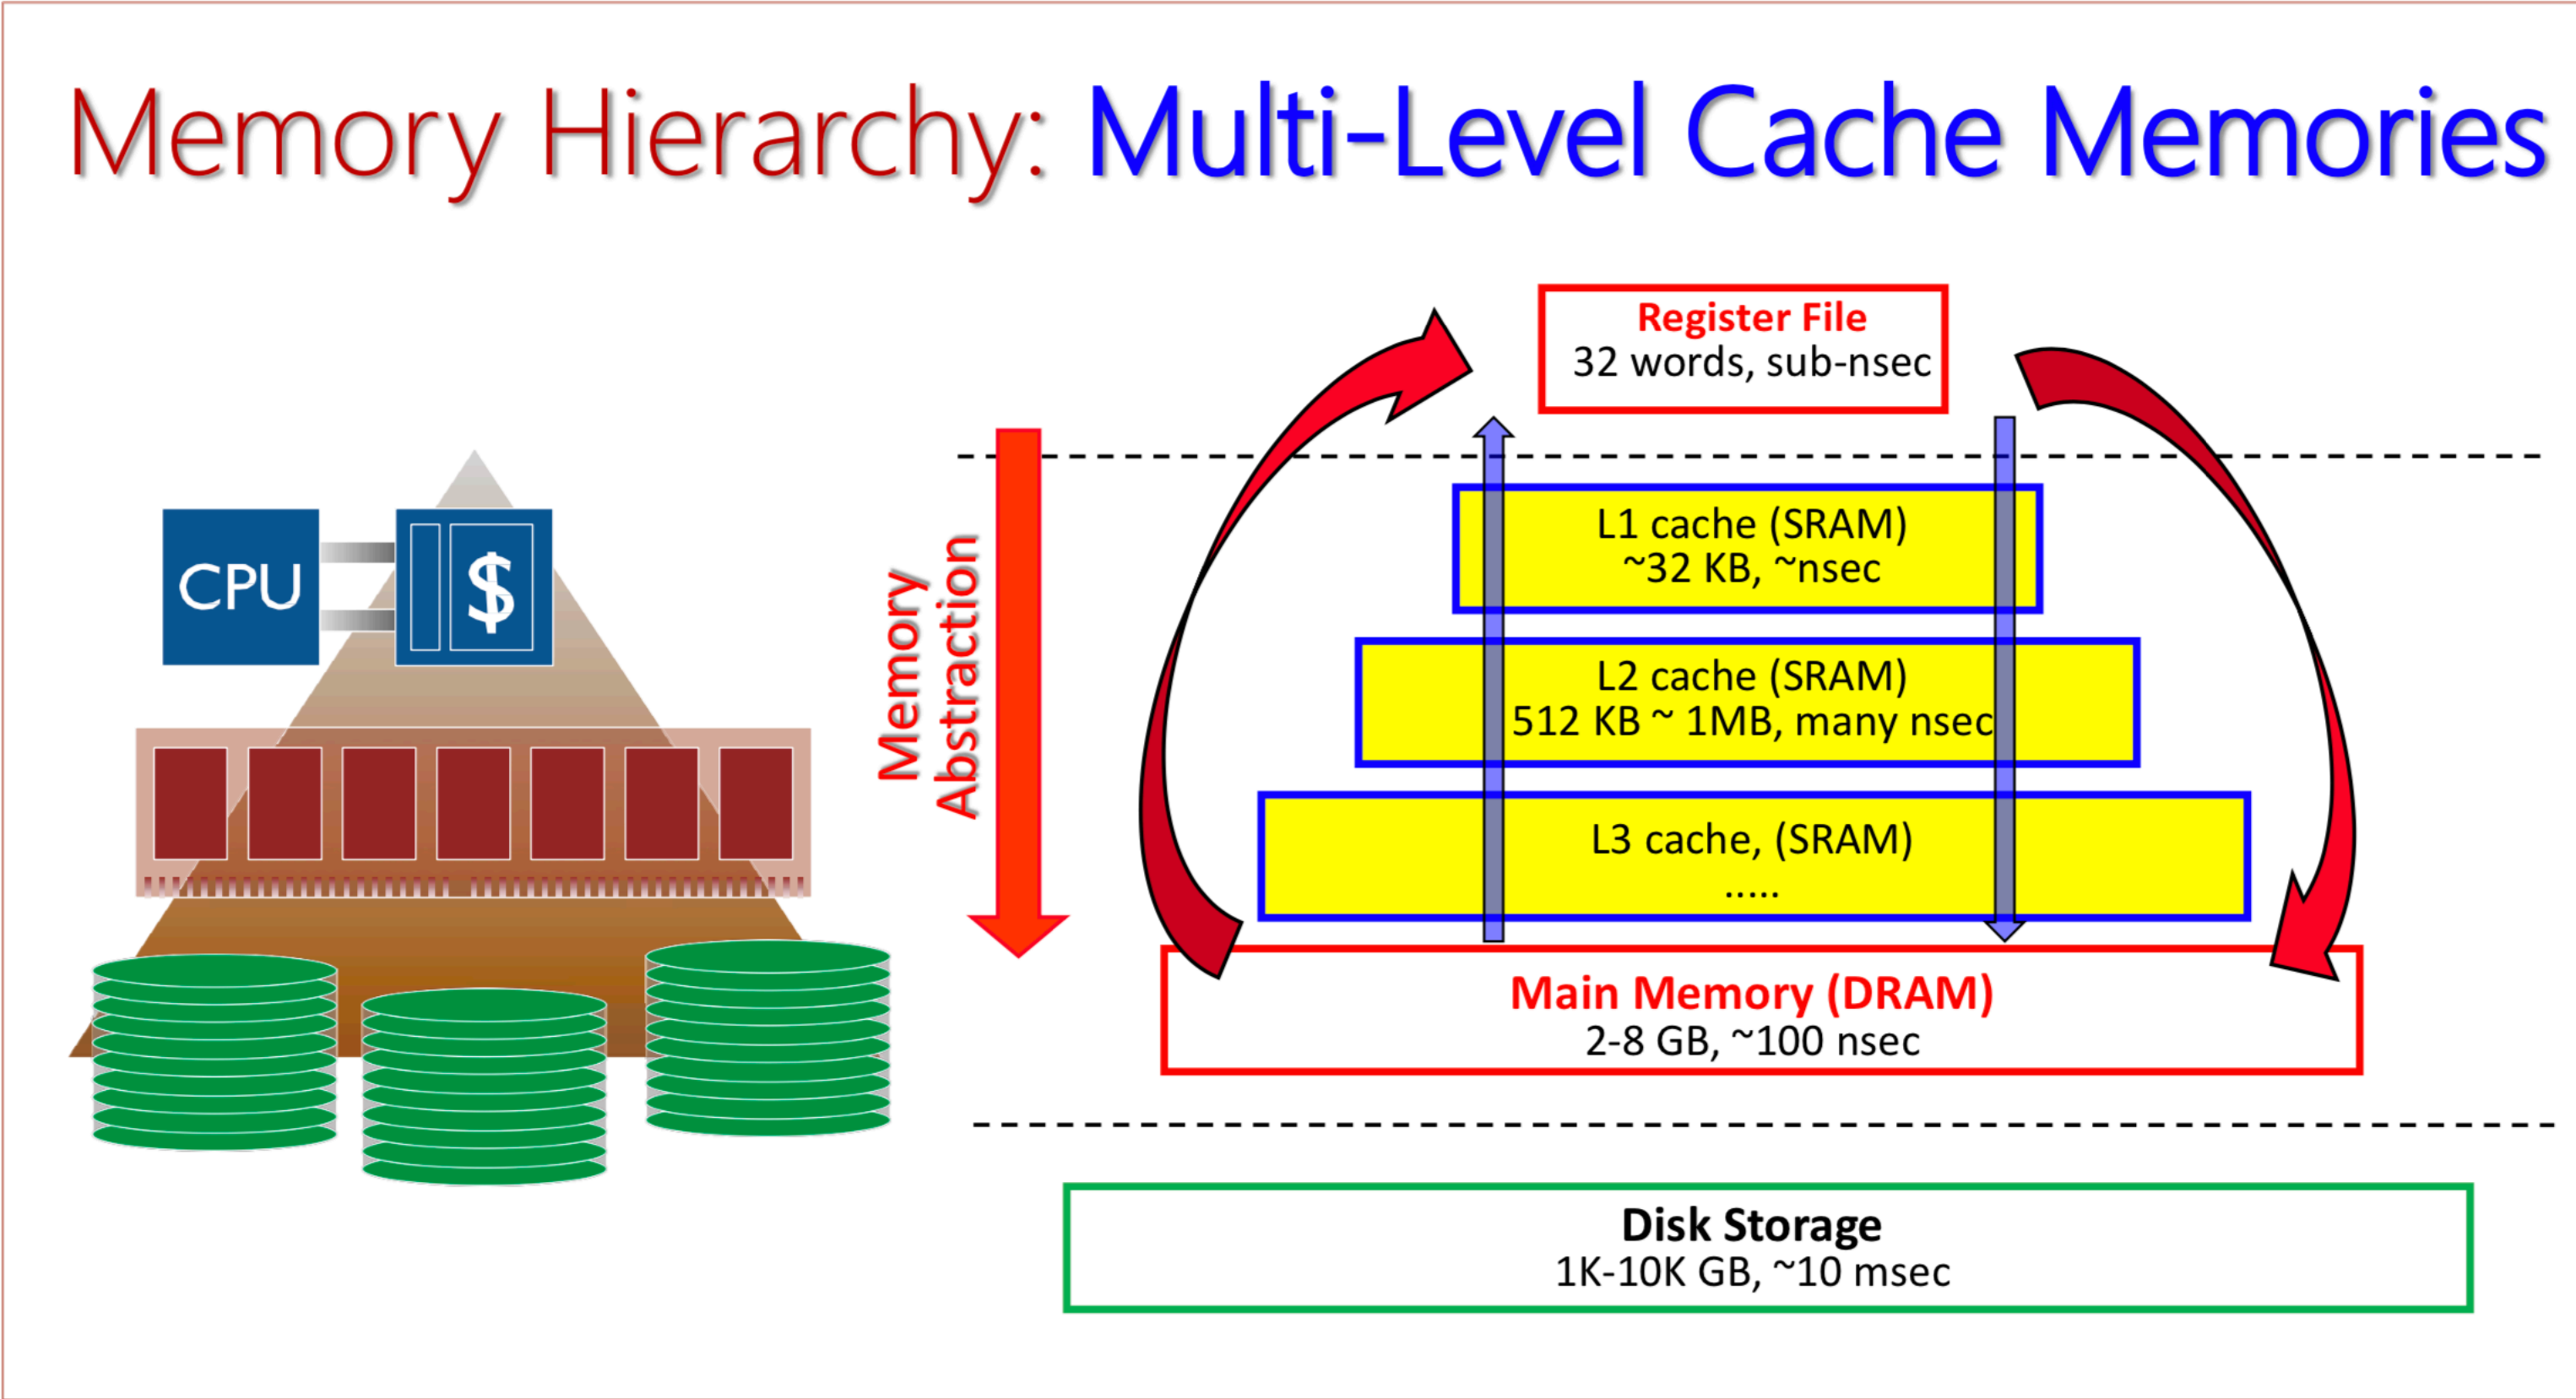 Memory Hierarchy: Multi-Level Cache Memories
CPU
$
Memory
Abstraction
Register File
32 words, sub-nsec
L1 cache (SRAM)
~32 KB, ~nsec
L2 cache (SRAM)
512 KB ~ 1MB, many nsec
L3 cache, (SRAM)
.....
Main Memory (DRAM)
2-8 GB, ~100 nsec
Disk Storage
1K-10K GB, ~10 msec